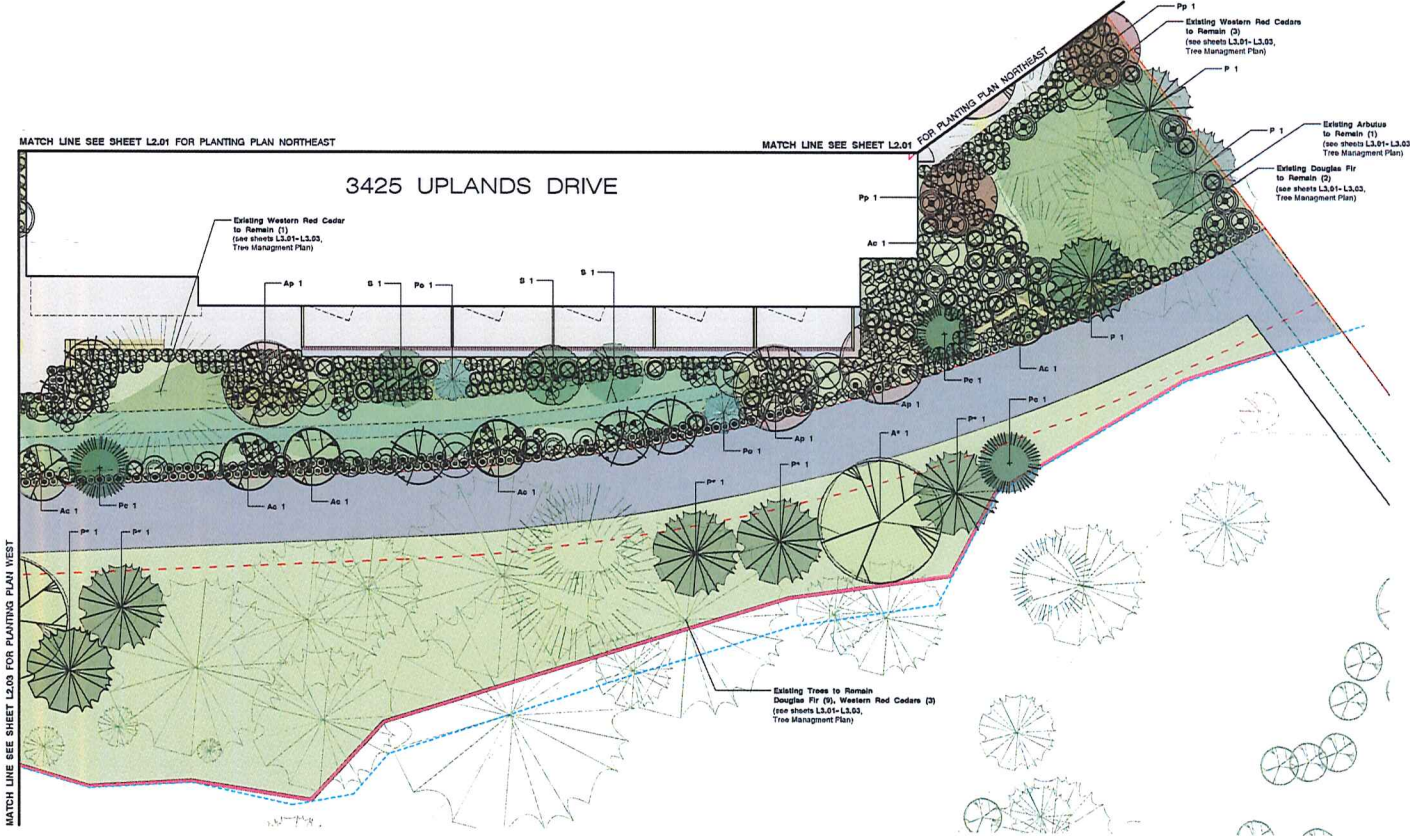 Pp 1
Existing Western Red Cedars
to Remain (3)
(see sheets L3.01- L3.03,
Tree Managment Plan)
P 1
FOR PLANTING PLAN NORTHEAST
P 1
Existing Arbutus
to Remain (1)
(see sheets L3.01- L3.03
Tree Managment Plan)
MATCH LINE SEE SHEET L2.01 FOR PLANTING PLAN NORTHEAST
MATCH LINE SEE SHEET L2.01
Existing Douglas Fir
to Remain (2)
(see sheets L3.01- L3.03,
Tree Managment Plan)
3425 UPLANDS DRIVE
Pp 1
Existing Western Red Cedar
to Remain (1)
(see sheets L3.01- L3.03,
Tree Managment Plan)
Ac 1
Ap 1
S 1
Po 1
S 1
S 1
P 1
Ac 1
Pc 1
Pc 1
Ap 1
A* 1
P* 1
Ap 1
Po 1
P* 1
P* 1
Ac 1
Pc 1
Ac 1
Ac 1
Ac 1
P* 1
P* 1
MATCH LINE SEE SHEET L2.03 FOR PLANTING PLAN WEST
Existing Trees to Remain
Douglas Fir (9), Western Red Cedars (3)
(see sheets L3.01- L3.03,
Tree Managment Plan)